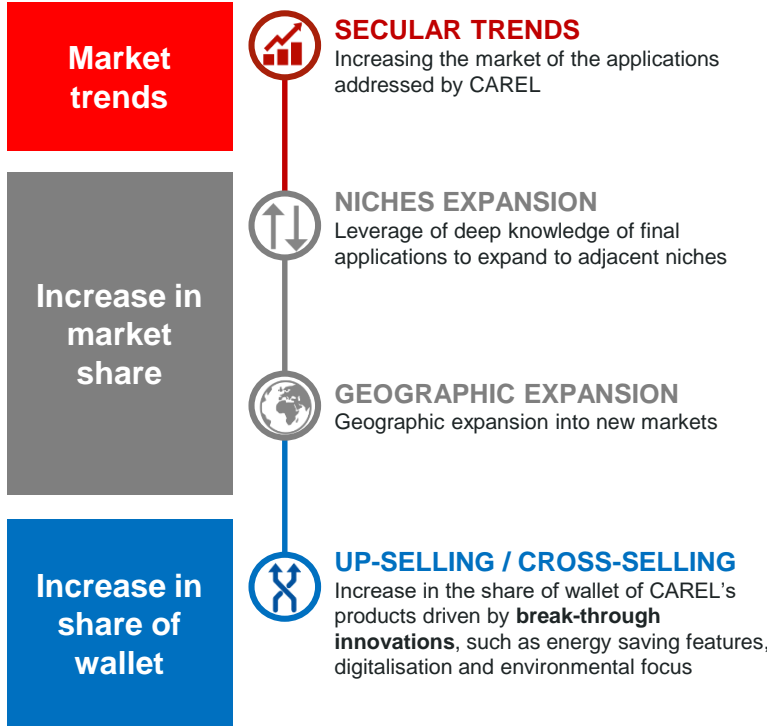 Market
trends
SECULAR TRENDS
Increasing the market of the applications
addressed by CAREL
Increase in
market
share
NICHES EXPANSION
Leverage of deep knowledge of final
applications to expand to adjacent niches
GEOGRAPHIC EXPANSION
Geographic expansion into new markets
Increase in
share of
wallet
UP-SELLING / CROSS-SELLING
Increase in the share of wallet of CAREL’s
products driven by break-through
innovations, such as energy saving features,
digitalisation and environmental focus